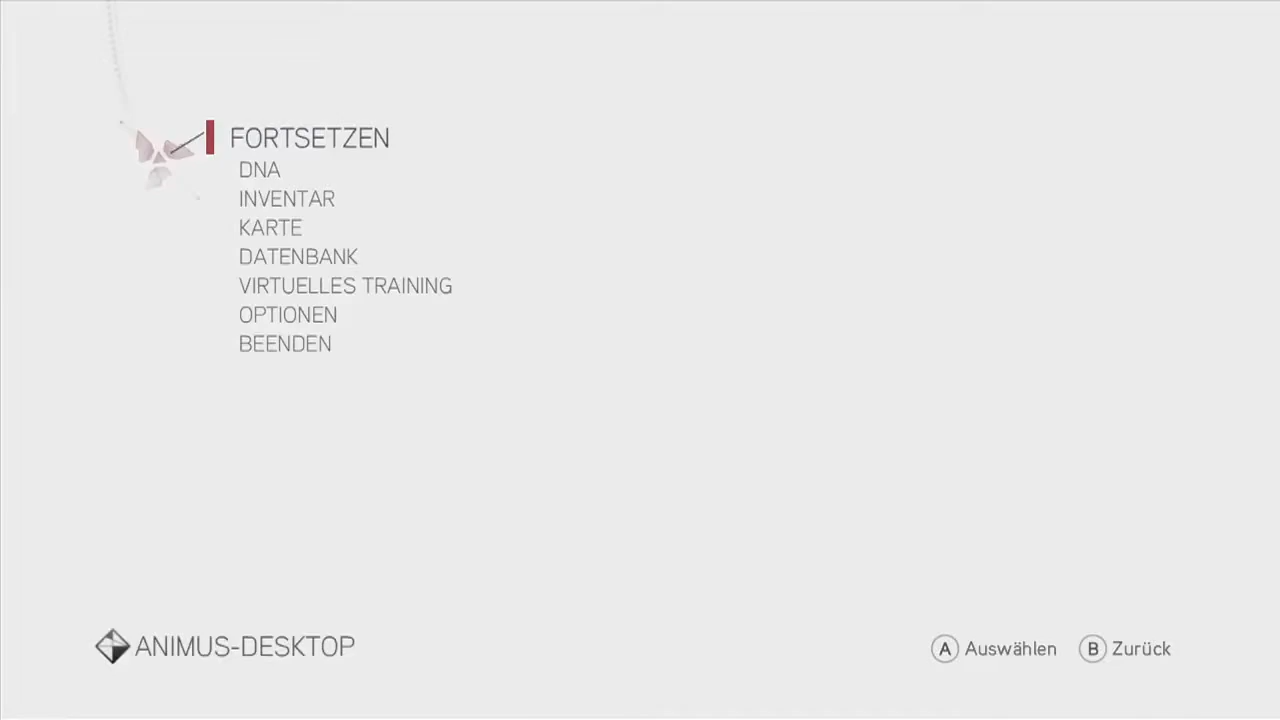 FORTSETZEN
DNA
INVENTAR
KARTE
DATENBANK
VIRTUELLES TRAINING
OPTIONEN
BEENDEN
ANIMUS-DESKTOP
A Auswählen B Zurück